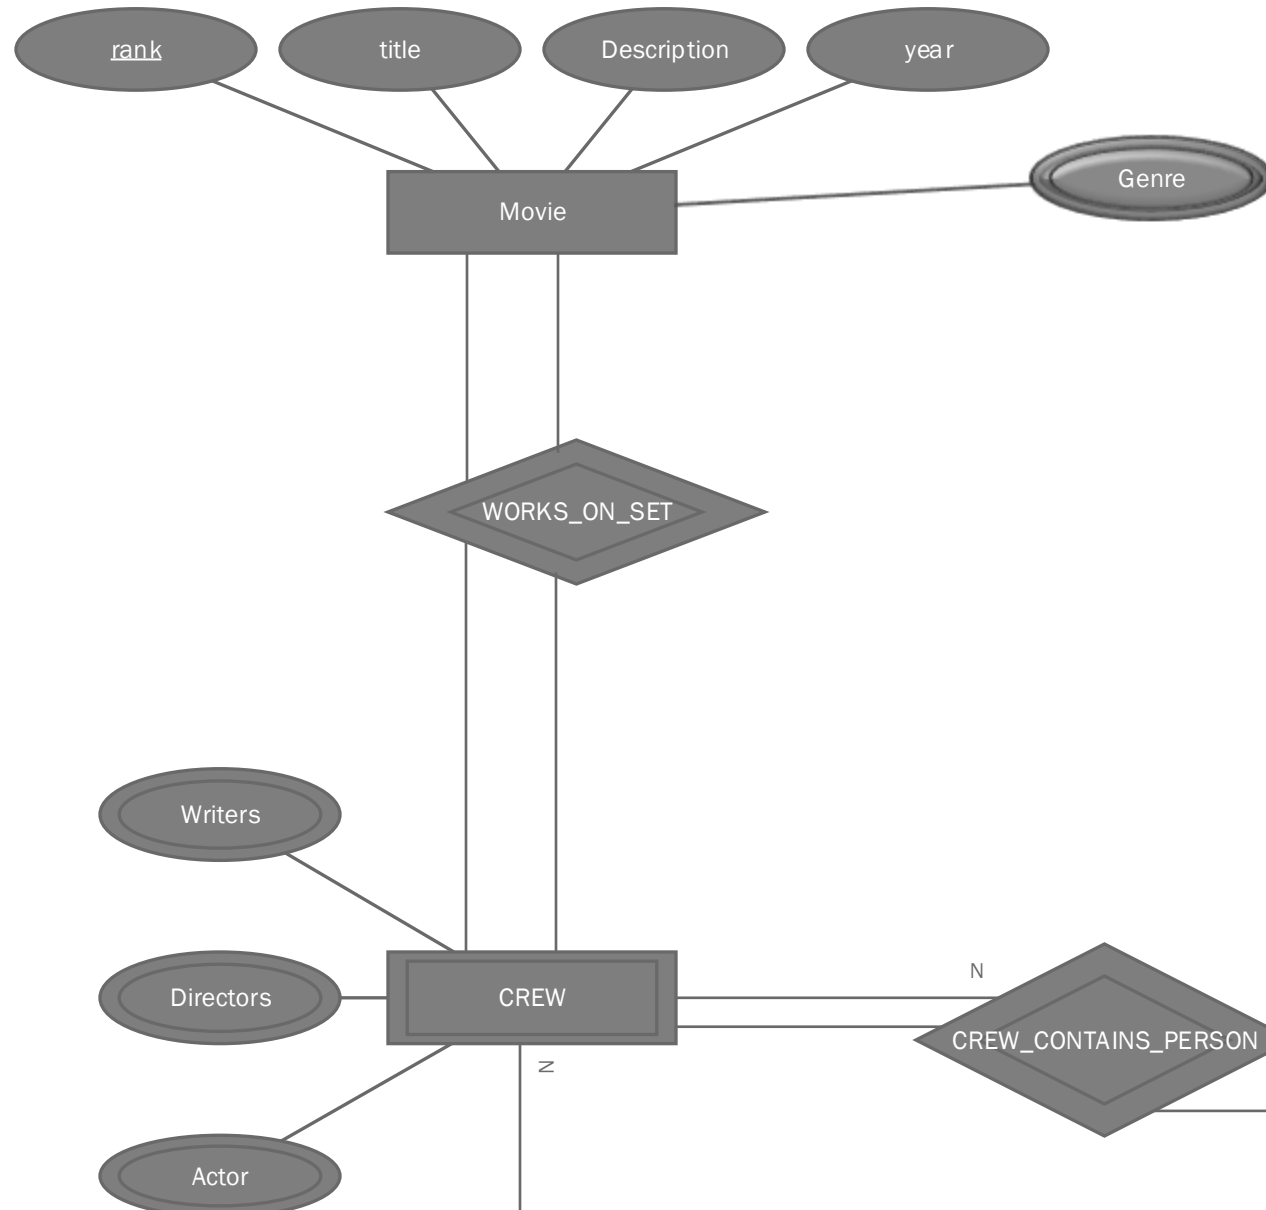 rank
title
Description
year
Genre
Movie
WORKS_ON_SET
Writers
Directors
CREW
N
CREW_CONTAINS_PERSON
N
Actor